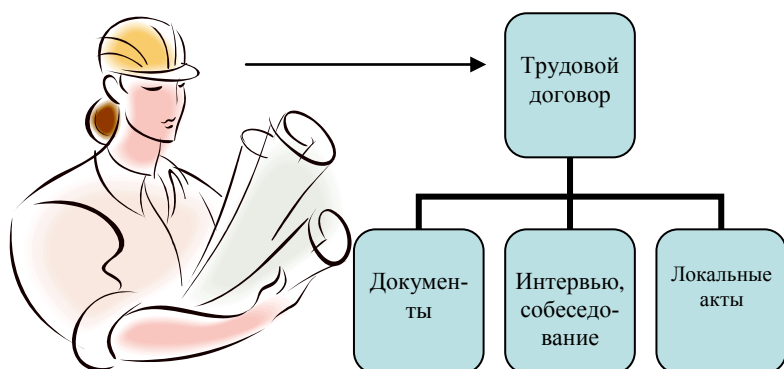 Трудовой
договор
Докумен-
ты
Интервью,
собеседо-
вание
Локальные
акты